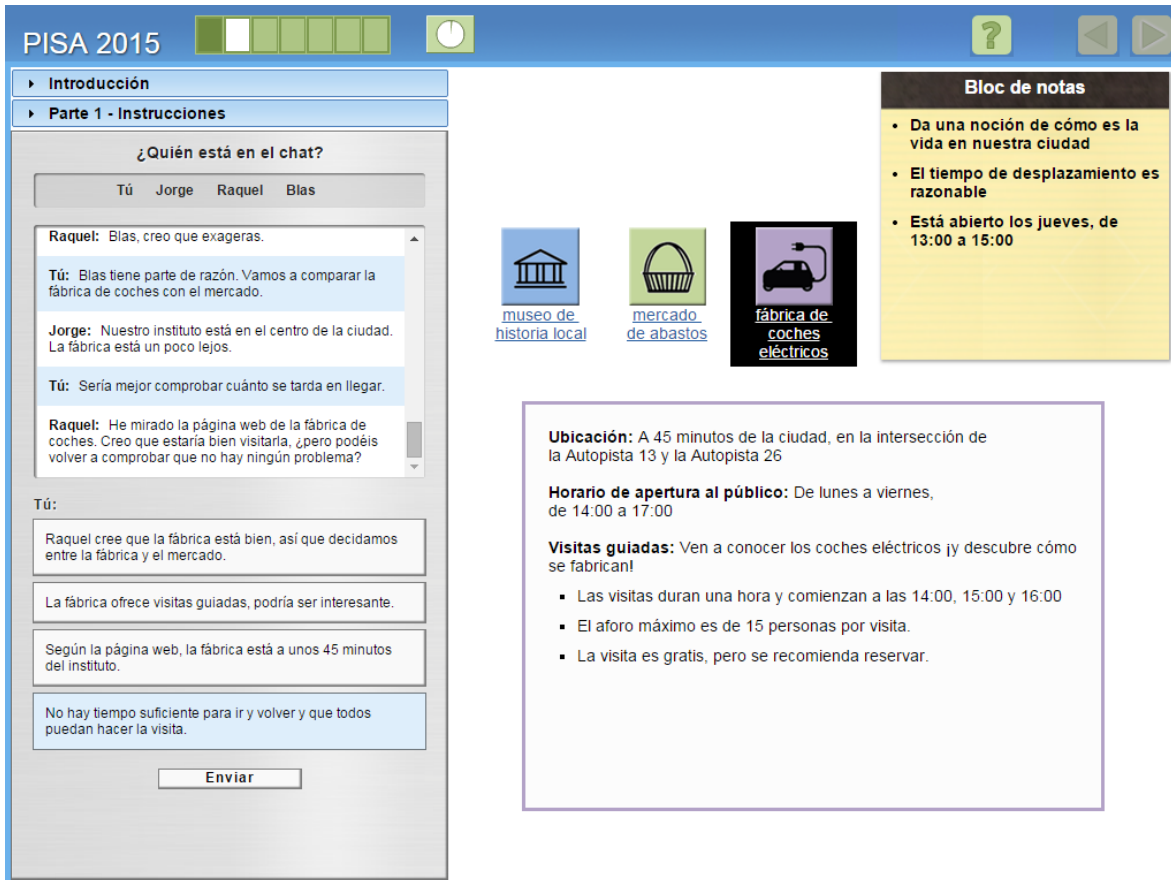 PISA 2015
?
Introducción
Parte 1 - Instrucciones
¿Quién está en el chat?
Tú Jorge Raquel Blas
Raquel: Blas, creo que exageras.
Tú: Blas tiene parte de razón. Vamos a comparar la
fábrica de coches con el mercado.
Jorge: Nuestro instituto está en el centro de la ciudad.
La fábrica está un poco lejos.
Tú: Sería mejor comprobar cuánto se tarda en llegar.
Raquel: He mirado la página web de la fábrica de
coches. Creo que estaría bien visitarla, ¿pero podéis
volver a comprobar que no hay ningún problema?
Tú:
Raquel cree que la fábrica está bien, así que decidamos
entre la fábrica y el mercado.
La fábrica ofrece visitas guiadas, podría ser interesante.
Según la página web, la fábrica está a unos 45 minutos
del instituto.
No hay tiempo suficiente para ir y volver y que todos
puedan hacer la visita.
Enviar
museo de
historia local
mercado
de abastos
fábrica de
coches
eléctricos
Bloc de notas
• Da una noción de cómo es la
vida en nuestra ciudad
• El tiempo de desplazamiento es
razonable
• Está abierto los jueves, de
13:00 a 15:00
Ubicación: A 45 minutos de la ciudad, en la intersección de
la Autopista 13 y la Autopista 26
Horario de apertura al público: De lunes a viernes,
de 14:00 a 17:00
Visitas guiadas: Ven a conocer los coches eléctricos ¡y descubre cómo
se fabrican!
▪ Las visitas duran una hora y comienzan a las 14:00, 15:00 y 16:00
▪ El aforo máximo es de 15 personas por visita.
▪ La visita es gratis, pero se recomienda reservar.